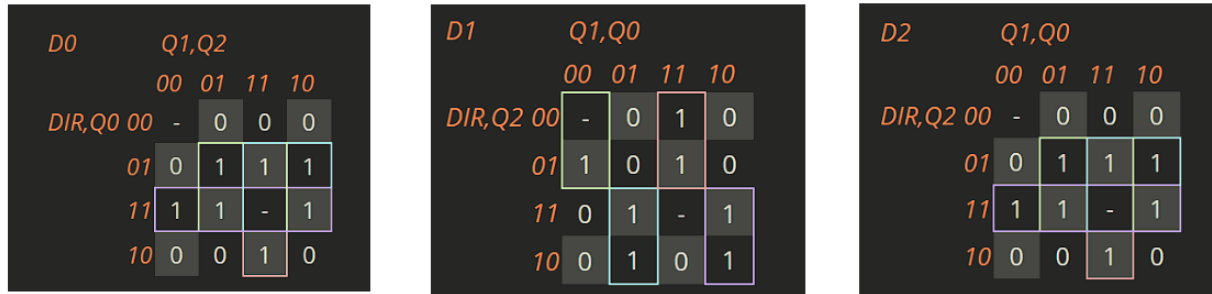 D0 Q1,Q2
00 01 11 10
DIR,Q0 00 - 0 0 0
01 0 1 1 1
11 1 1 - 1
10 0 0 1 0
D1 Q1,Q0
00 01 11 10
DIR,Q2 00 - 0 1 0
01 1 0 1 0
11 0 1 - 1
10 0 1 0 1
D2 Q1,Q0
00 01 11 10
DIR,Q2 00 - 0 0 0
01 0 1 1 1
11 1 1 - 1
10 0 0 1 0